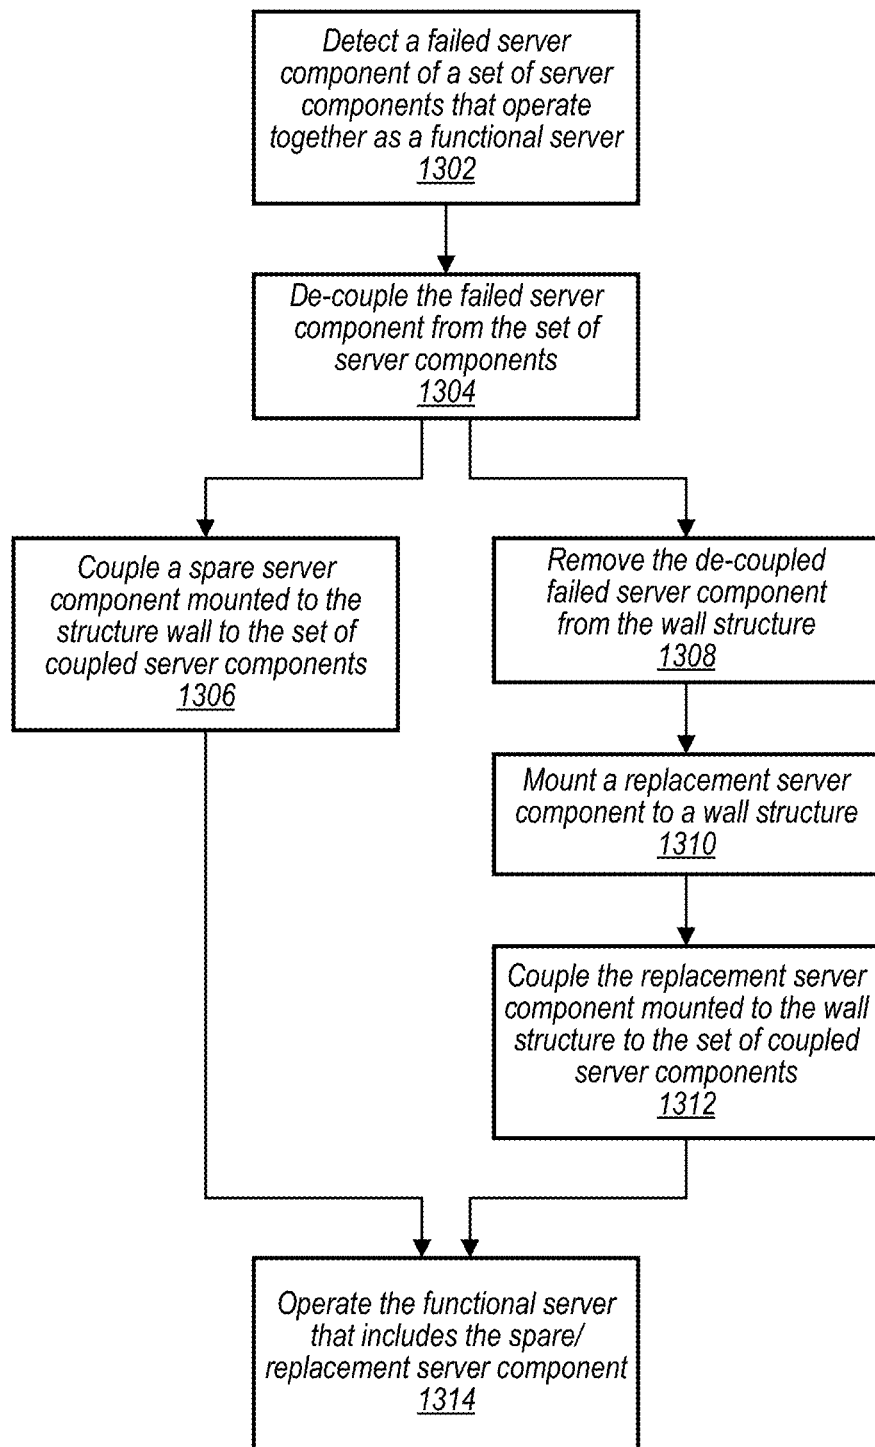 Detect a failed server
component of a set of server
components that operate
together as a functional server
1302
De-couple the failed server
component from the set of
server components
1304
Couple a spare server
component mounted to the
structure wall to the set of
coupled server components
1306
Remove the de-coupled
failed server component
from the wall structure
1308
Mount a replacement server
component to a wall structure
1310
Couple the replacement server
component mounted to the wall
structure to the set of coupled
server components
1312
Operate the functional server
that includes the spare/
replacement server component
1314